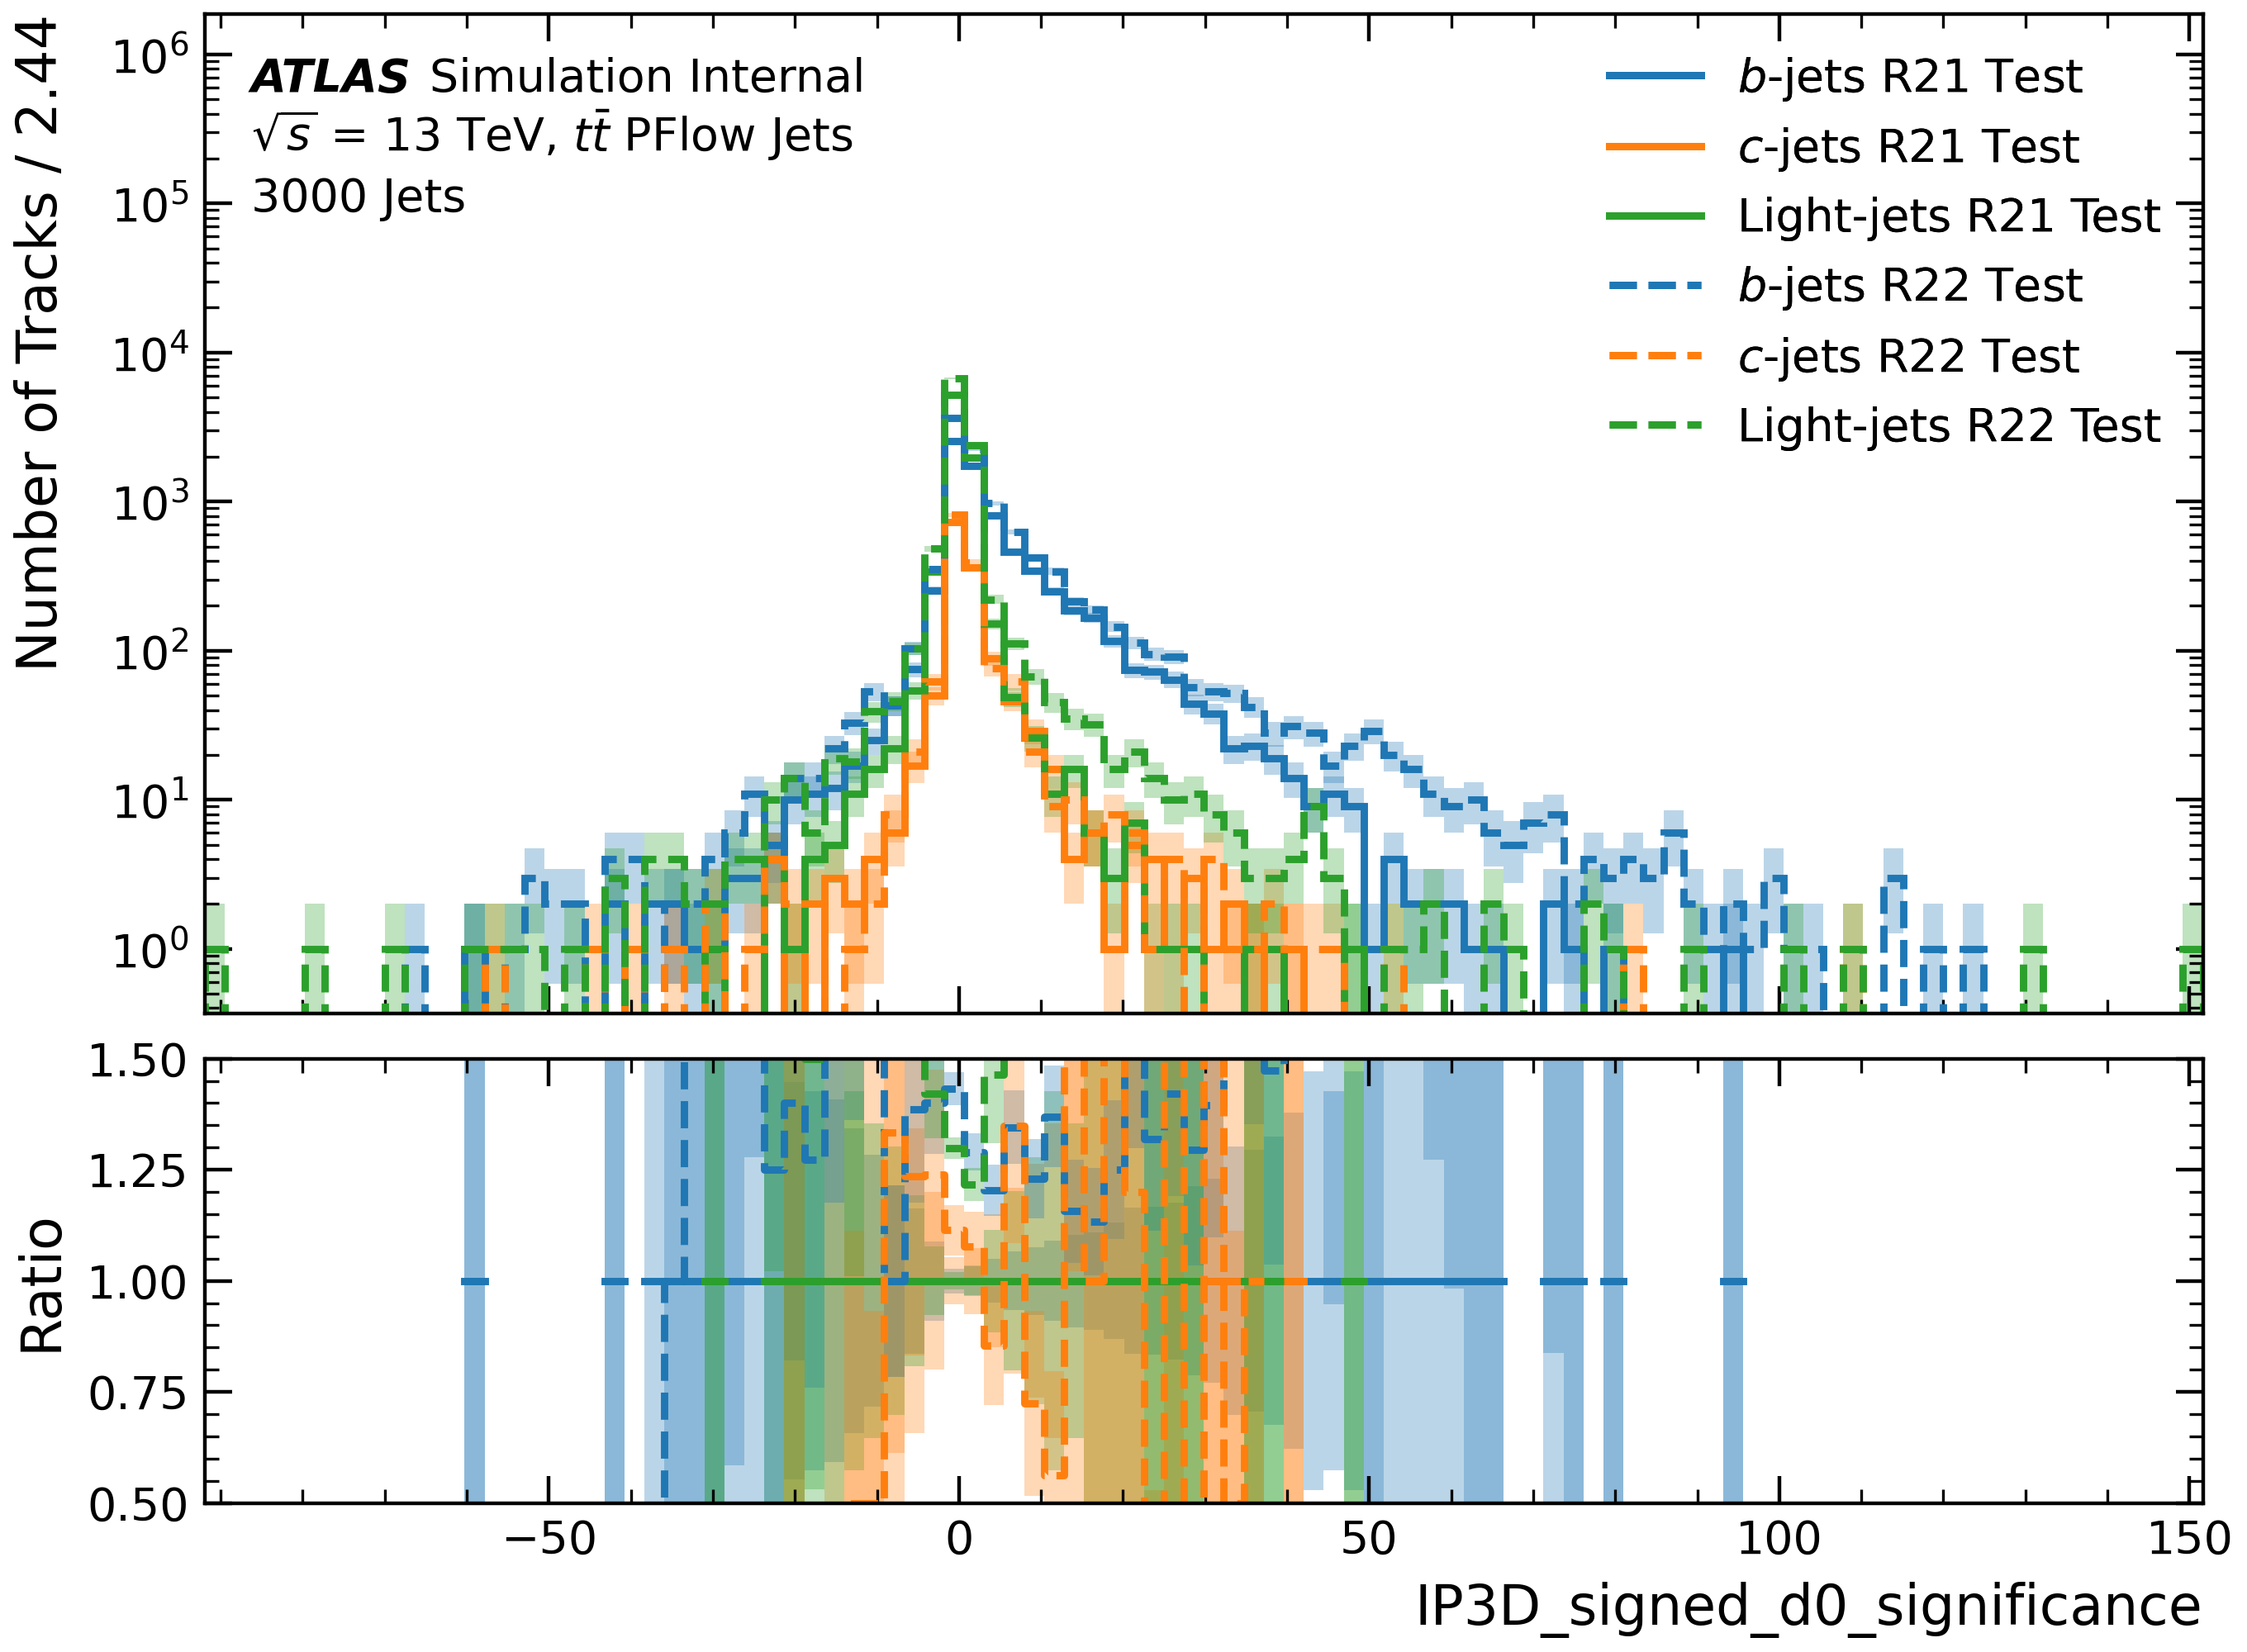 Number of Tracks / 2.44
10⁶
10⁵
10⁴
10³
10²
10¹
10⁰
ATLAS Simulation Internal
√s = 13 TeV, tt̄ PFlow Jets
3000 Jets
b-jets R21 Test
c-jets R21 Test
Light-jets R21 Test
b-jets R22 Test
c-jets R22 Test
Light-jets R22 Test
Ratio
1.50
1.25
1.00
0.75
0.50
−50 0 50 100 150
IP3D_signed_d0_significance